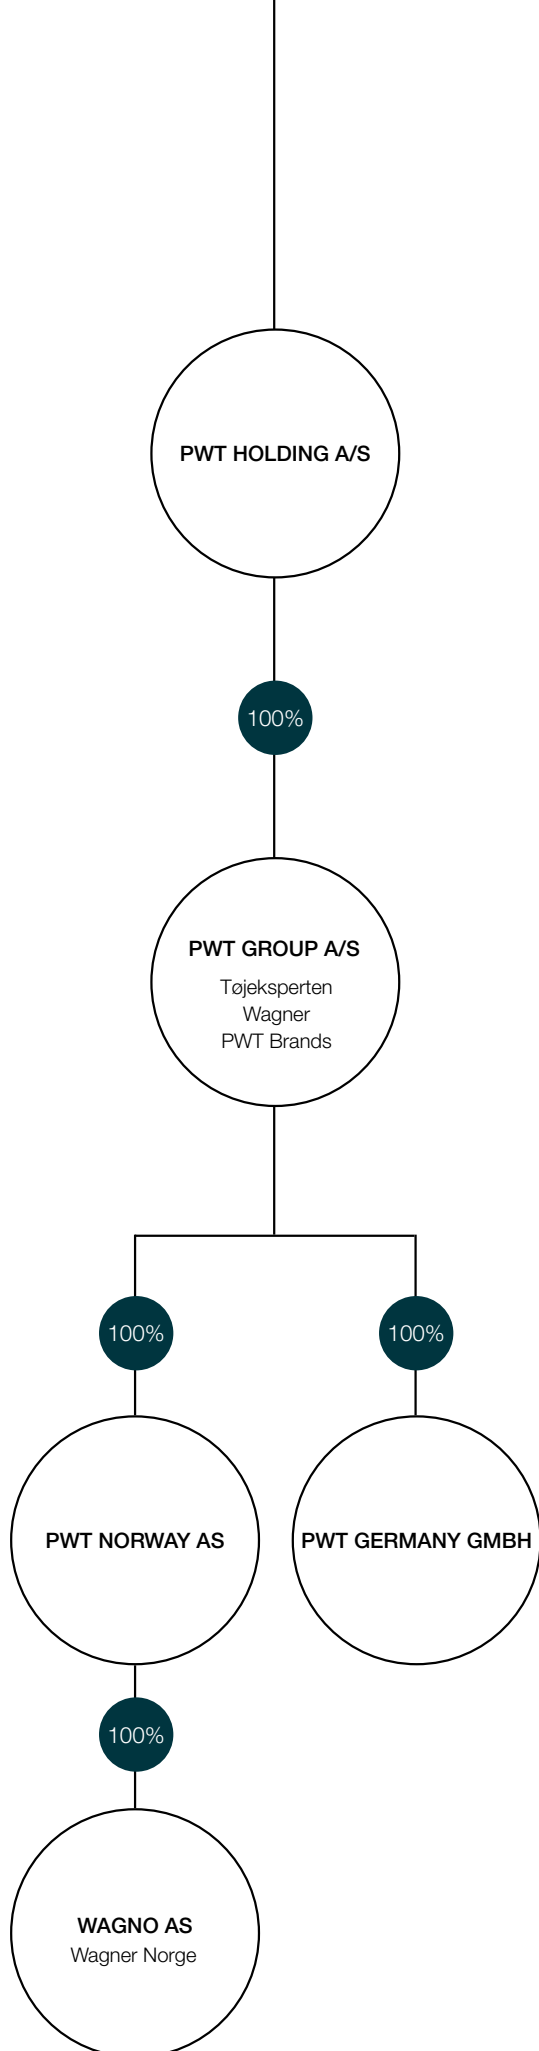 PWT HOLDING A/S
100%
PWT GROUP A/S
Tøjeksperten
Wagner
PWT Brands
100%
100%
PWT NORWAY AS
PWT GERMANY GMBH
100%
WAGNO AS
Wagner Norge